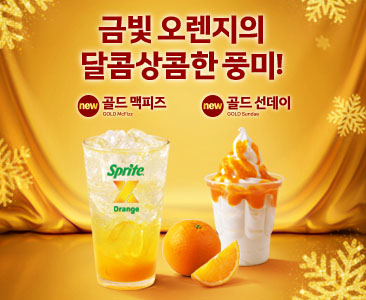 금빛 오렌지의
달콤상콤한 풍미!
new 골드 맥피즈
GOLD McFizz
new 골드 선데이
GOLD Sundae
Sprite
X
Orange